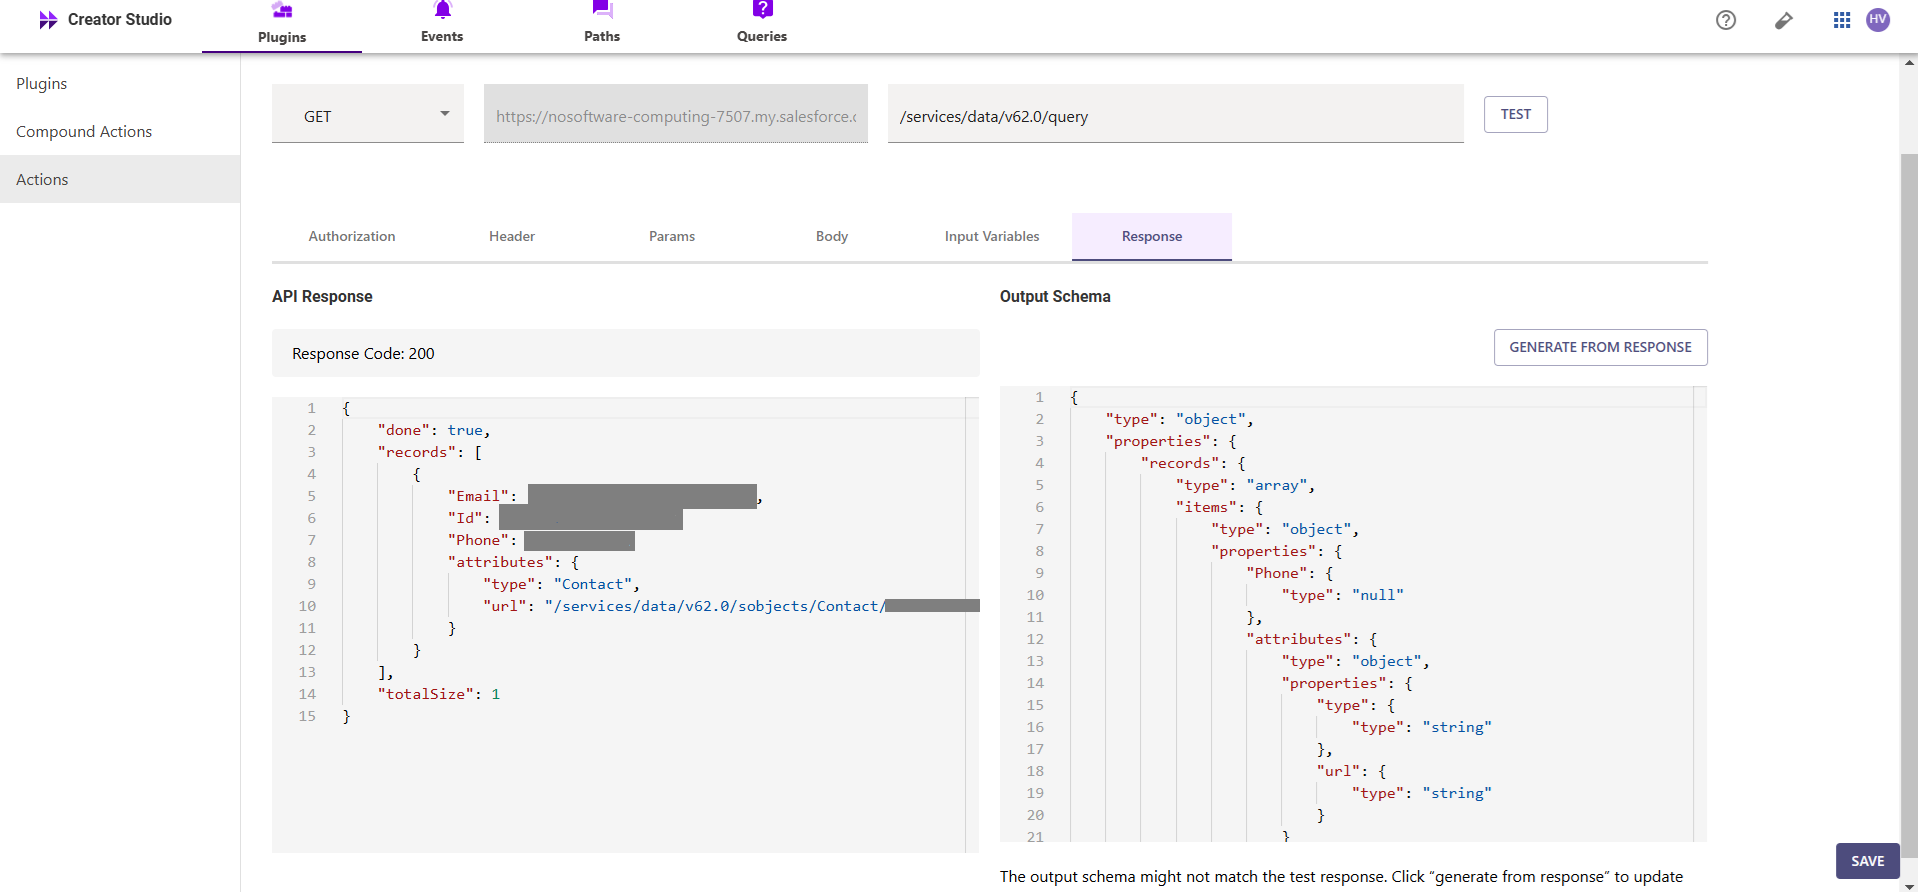 Creator Studio
Plugins
Events
Paths
Queries
HV
Plugins
Compound Actions
Actions
GET
https://nosoftware-computing-7507.my.salesforce.c
/services/data/v62.0/query
TEST
Authorization
Header
Params
Body
Input Variables
Response
API Response
Response Code: 200
1 {
2 "done": true,
3 "records": [
4 {
5 "Email": ,
6 "Id":
7 "Phone":
8 "attributes": {
9 "type": "Contact",
10 "url": "/services/data/v62.0/sobjects/Contact/
11 }
12 }
13 ],
14 "totalSize": 1
15 }
Output Schema
GENERATE FROM RESPONSE
1 {
2 "type": "object",
3 "properties": {
4 "records": {
5 "type": "array",
6 "items": {
7 "type": "object",
8 "properties": {
9 "Phone": {
10 "type": "null"
11 },
12 "attributes": {
13 "type": "object",
14 "properties": {
15 "type": {
16 "type": "string"
17 },
18 "url": {
19 "type": "string"
20 }
21 }
The output schema might not match the test response. Click “generate from response” to update
SAVE